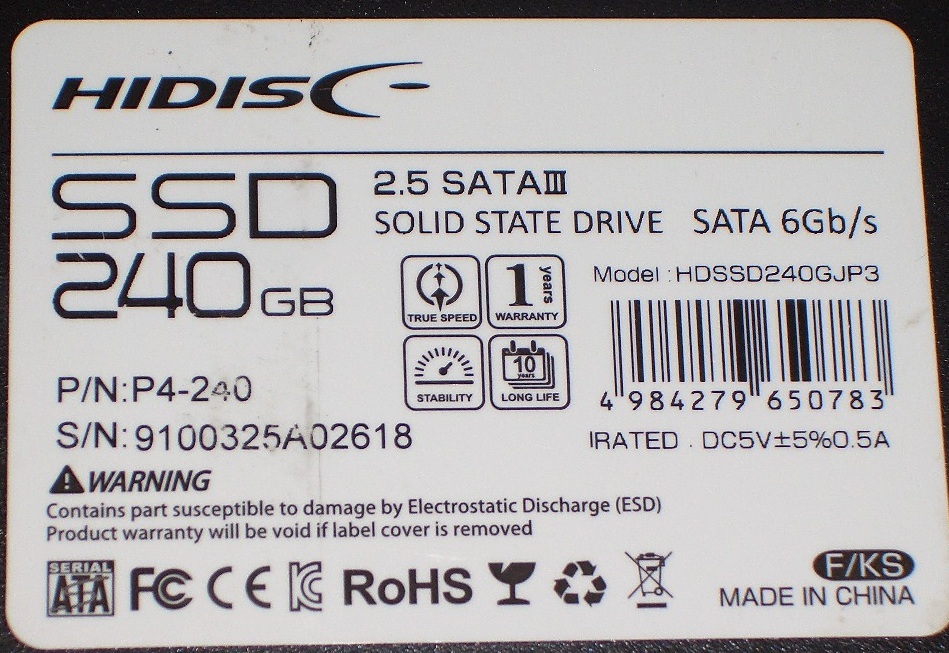 HIDISC
SSD
240GB
2.5 SATAIII
SOLID STATE DRIVE SATA 6Gb/s
TRUE SPEED
1 years
WARRANTY
STABILITY
10 years
LONG LIFE
Model : HDSSD240GJP3
4 984279 650783
IRATED . DC5V±5%0.5A
P/N:P4-240
S/N:9100325A02618
WARNING
Contains part susceptible to damage by Electrostatic Discharge (ESD)
Product warranty will be void if label cover is removed
SERIAL
ATA
FC CE KC RoHS
F/KS
MADE IN CHINA